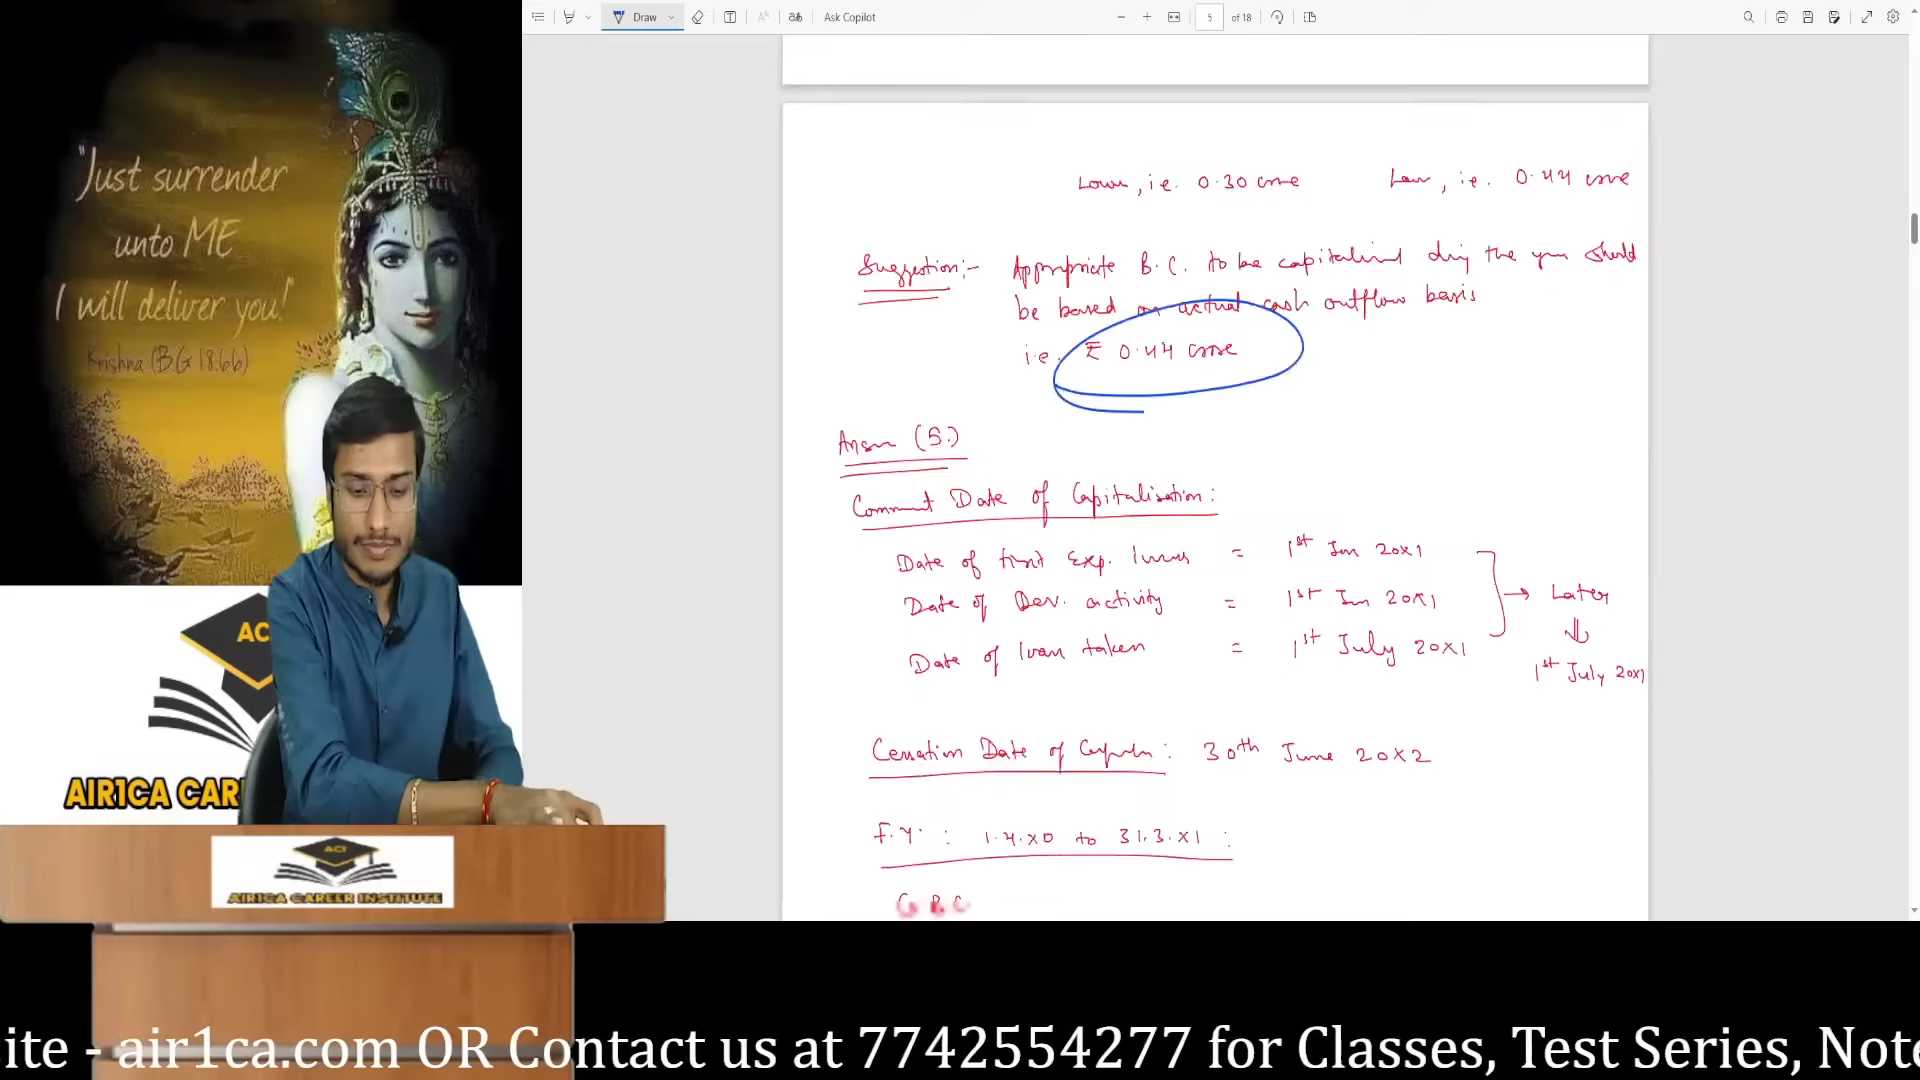 Draw
Ask Copilot
5 of 18
"Just surrender
unto ME
I will deliver you!"
Krishna (B.G 18:66)
Lower, i.e. 0.30 crore
Lower, i.e. 0.44 crore
Suggestion:- Appropriate B.C. to be capitalised during the year should
be based on actual cash outflow basis
i.e. ₹ 0.44 crore
Answer (5.)
Commnt Date of Capitalisation:
Date of first Exp. Incurs = 1st Jan 20x1
Date of Dev. activity = 1st Jan 20x1
Date of loan taken = 1st July 20x1
→ Later
⇓
1st July 20x1
Cessation Date of : 30th June 20x2
F.Y. : 1.4.x0 to 31.3.x1 :
G B C
ACI
AIR1CA CAR
ACI
AIR1CA CAREER INSTITUTE
ite - air1ca.com OR Contact us at 7742554277 for Classes, Test Series, Note